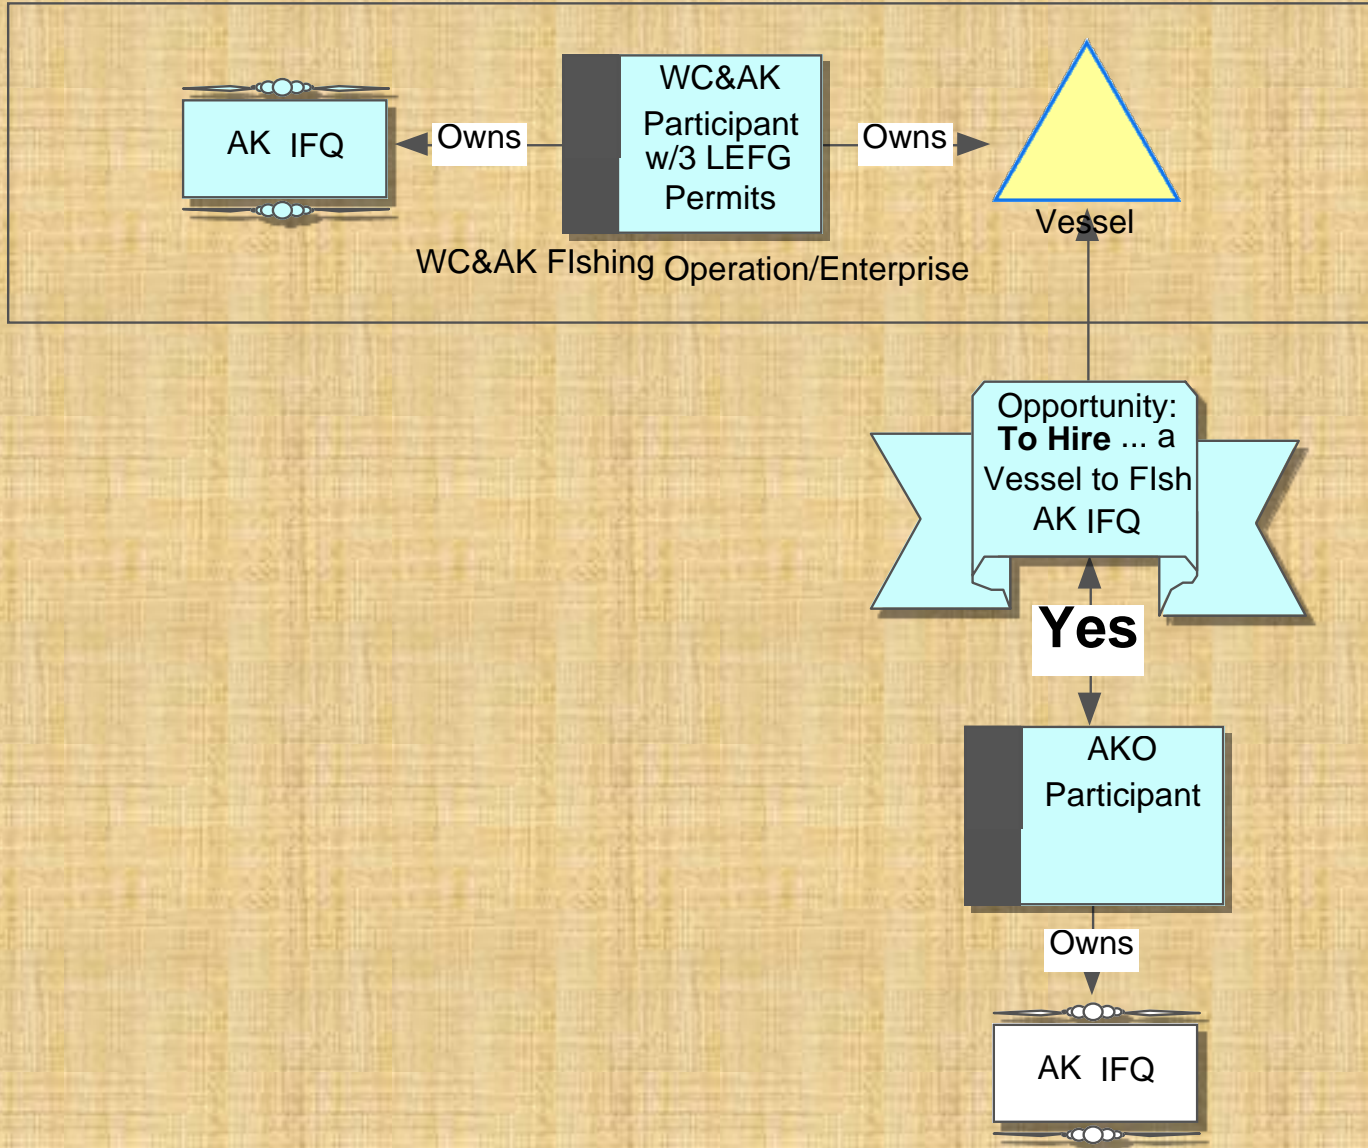 AK IFQ
Owns
WC&AK
Participant
w/3 LEFG
Permits
Owns
Vessel
WC&AK FIshing Operation/Enterprise
Opportunity:
To Hire ... a
Vessel to FIsh
AK IFQ
Yes
AKO
Participant
Owns
AK IFQ